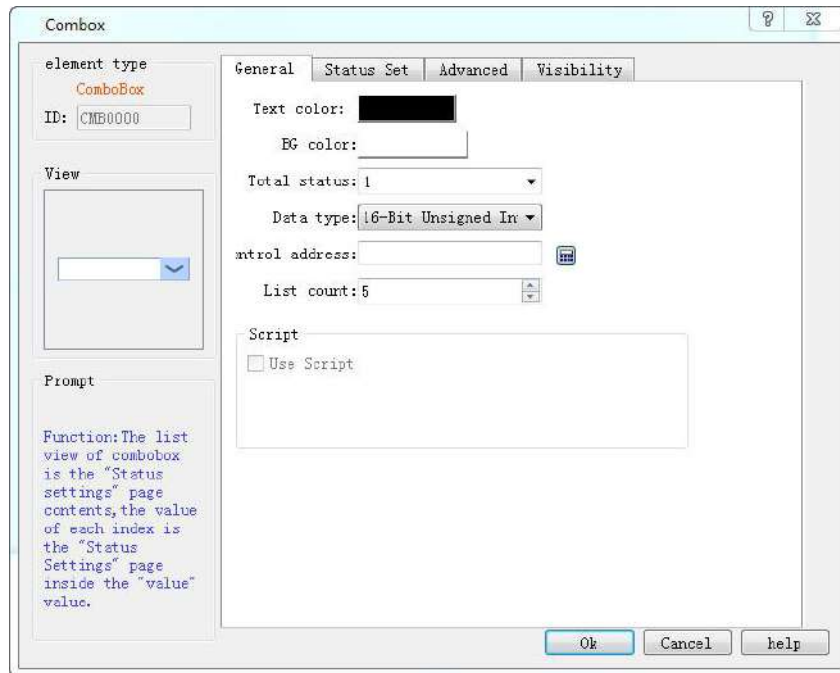 Combox
element type
ComboBox
ID: CMB0000
View
Prompt
Function:The list
view of combobox
is the "Status
settings" page
contents,the value
of each index is
the "Status
Settings" page
inside the "value"
value.
General Status Set Advanced Visibility
Text color:
BG color:
Total status: 1
Data type: 16-Bit Unsigned In
ntrol address:
List count: 5
Script
Use Script
Ok Cancel help